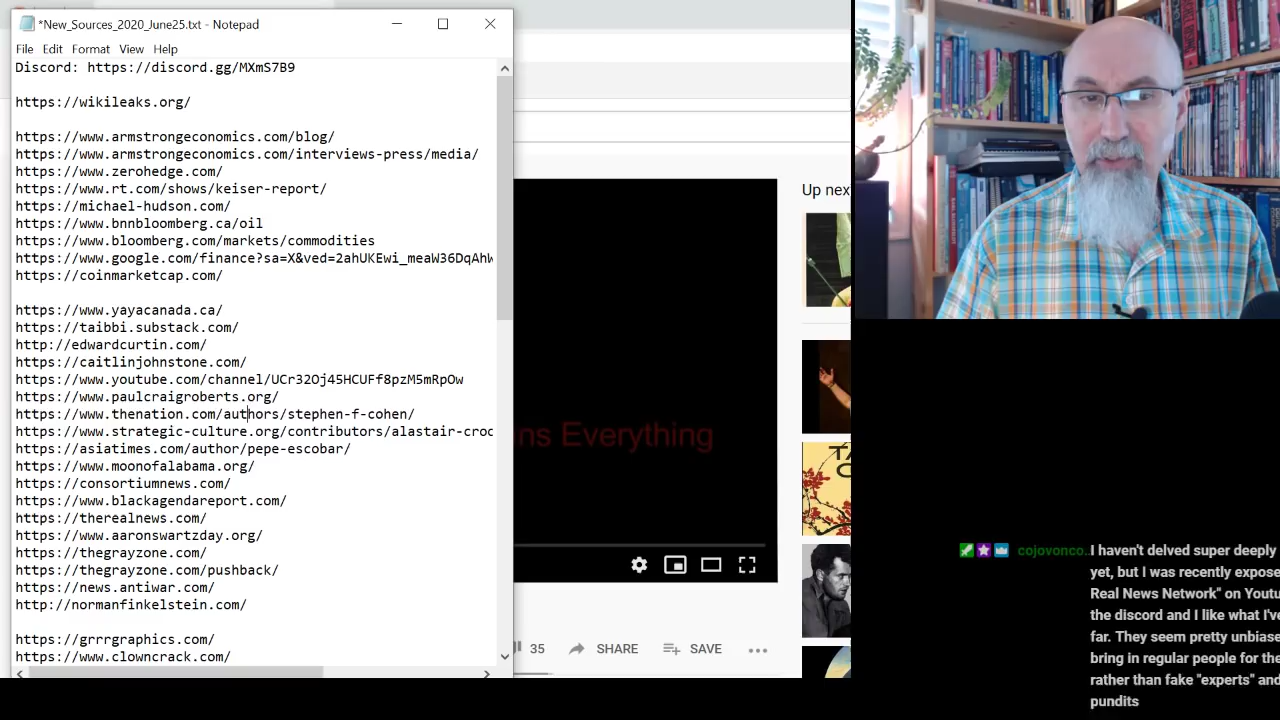 *New_Sources_2020_June25.txt - Notepad
File Edit Format View Help
Discord: https://discord.gg/MXmS7B9
https://wikileaks.org/
https://www.armstrongeconomics.com/blog/
https://www.armstrongeconomics.com/interviews-press/media/
https://www.zerohedge.com/
https://www.rt.com/shows/keiser-report/
https://michael-hudson.com/
https://www.bnnbloomberg.ca/oil
https://www.bloomberg.com/markets/commodities
https://www.google.com/finance?sa=X&ved=2ahUKEwi_meaW36DqAhW
https://coinmarketcap.com/
https://www.yayacanada.ca/
https://taibbi.substack.com/
http://edwardcurtin.com/
https://caitlinjohnstone.com/
https://www.youtube.com/channel/UCr32Oj45HCUFf8pzM5mRpOw
https://www.paulcraigroberts.org/
https://www.thenation.com/authors/stephen-f-cohen/
https://www.strategic-culture.org/contributors/alastair-croo
https://asiatimes.com/author/pepe-escobar/
https://www.moonofalabama.org/
https://consortiumnews.com/
https://www.blackagendareport.com/
https://therealnews.com/
https://www.aaronswartzday.org/
https://thegrayzone.com/
https://thegrayzone.com/pushback/
https://news.antiwar.com/
http://normanfinkelstein.com/
https://grrrgraphics.com/
https://www.clowncrack.com/
Up nex
ns Everything
35 SHARE SAVE
cojovonco.. I haven't delved super deeply
yet, but I was recently expose
Real News Network" on Youtu
the discord and I like what I've
far. They seem pretty unbiase
bring in regular people for the
rather than fake "experts" and
pundits